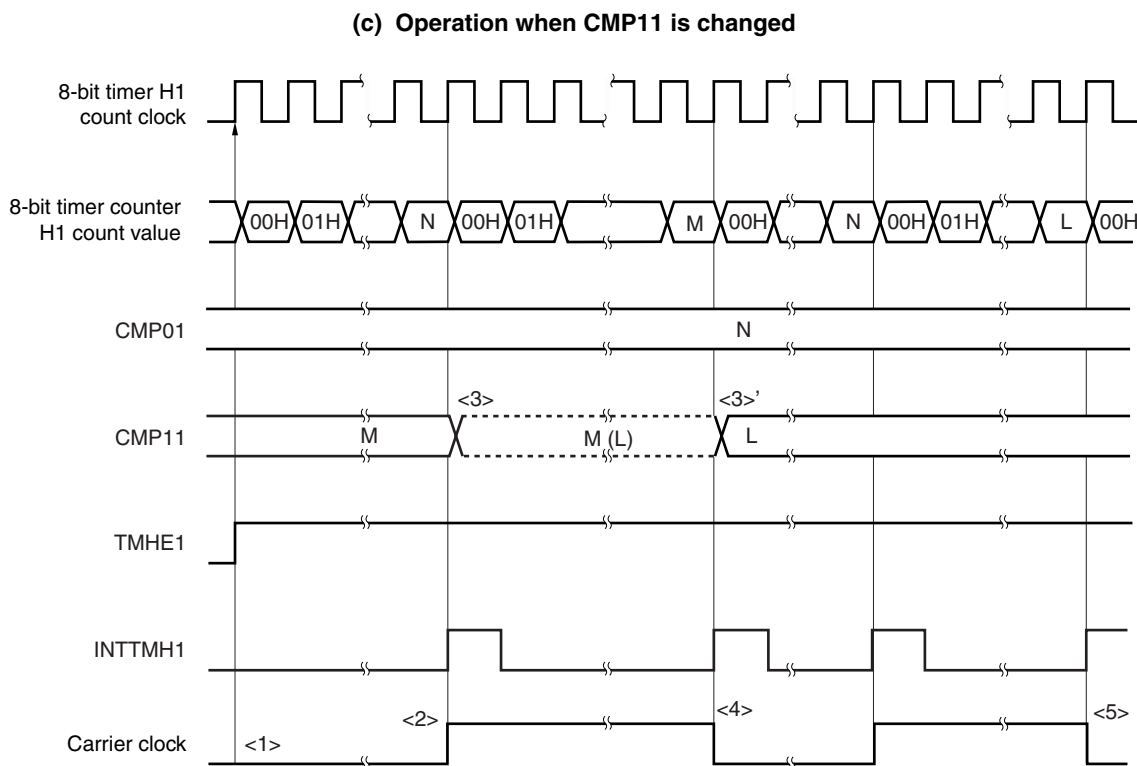 (c) Operation when CMP11 is changed
8-bit timer H1
count clock
8-bit timer counter
H1 count value
00H 01H N 00H 01H M 00H N 00H 01H L 00H
CMP01
N
<3> <3>'
CMP11
M M (L) L
TMHE1
INTTMH1
<2> <4> <5>
Carrier clock
<1>